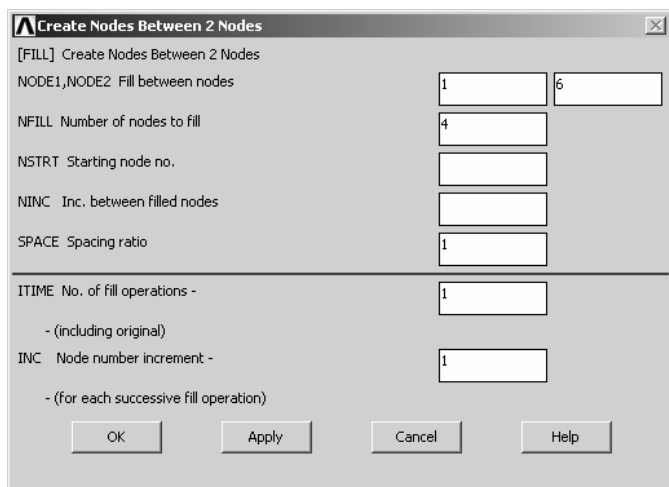 Create Nodes Between 2 Nodes
[FILL] Create Nodes Between 2 Nodes
NODE1,NODE2 Fill between nodes 1 6
NFILL Number of nodes to fill 4
NSTRT Starting node no.
NINC Inc. between filled nodes
SPACE Spacing ratio 1
ITIME No. of fill operations - 1
- (including original)
INC Node number increment - 1
- (for each successive fill operation)
OK Apply Cancel Help